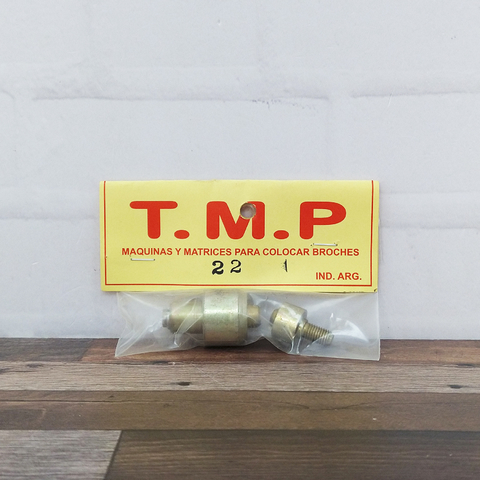 T.M.P
MAQUINAS Y MATRICES PARA COLOCAR BROCHES
22 1
IND. ARG.